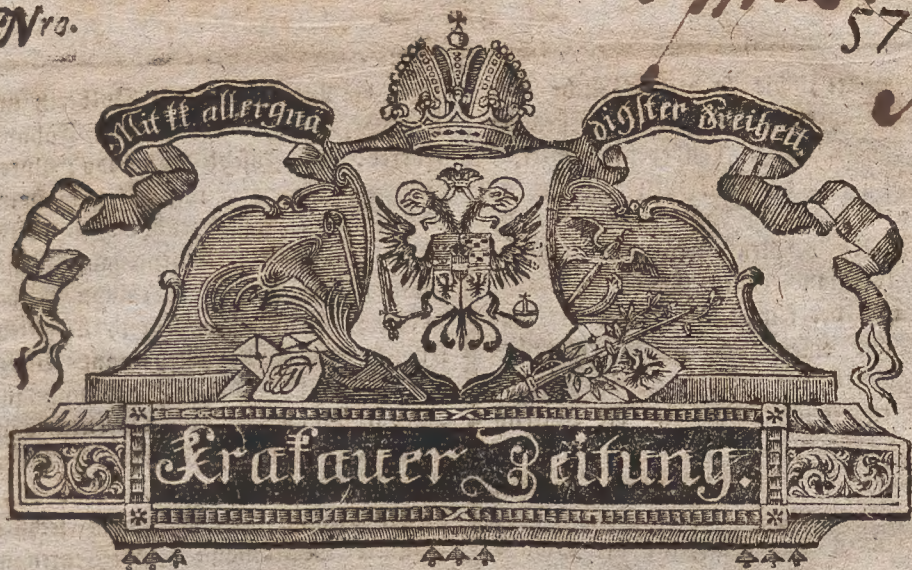 Nro. 57
Mit kk allergnä
digster Freiheit.
Krakauer Zeitung.